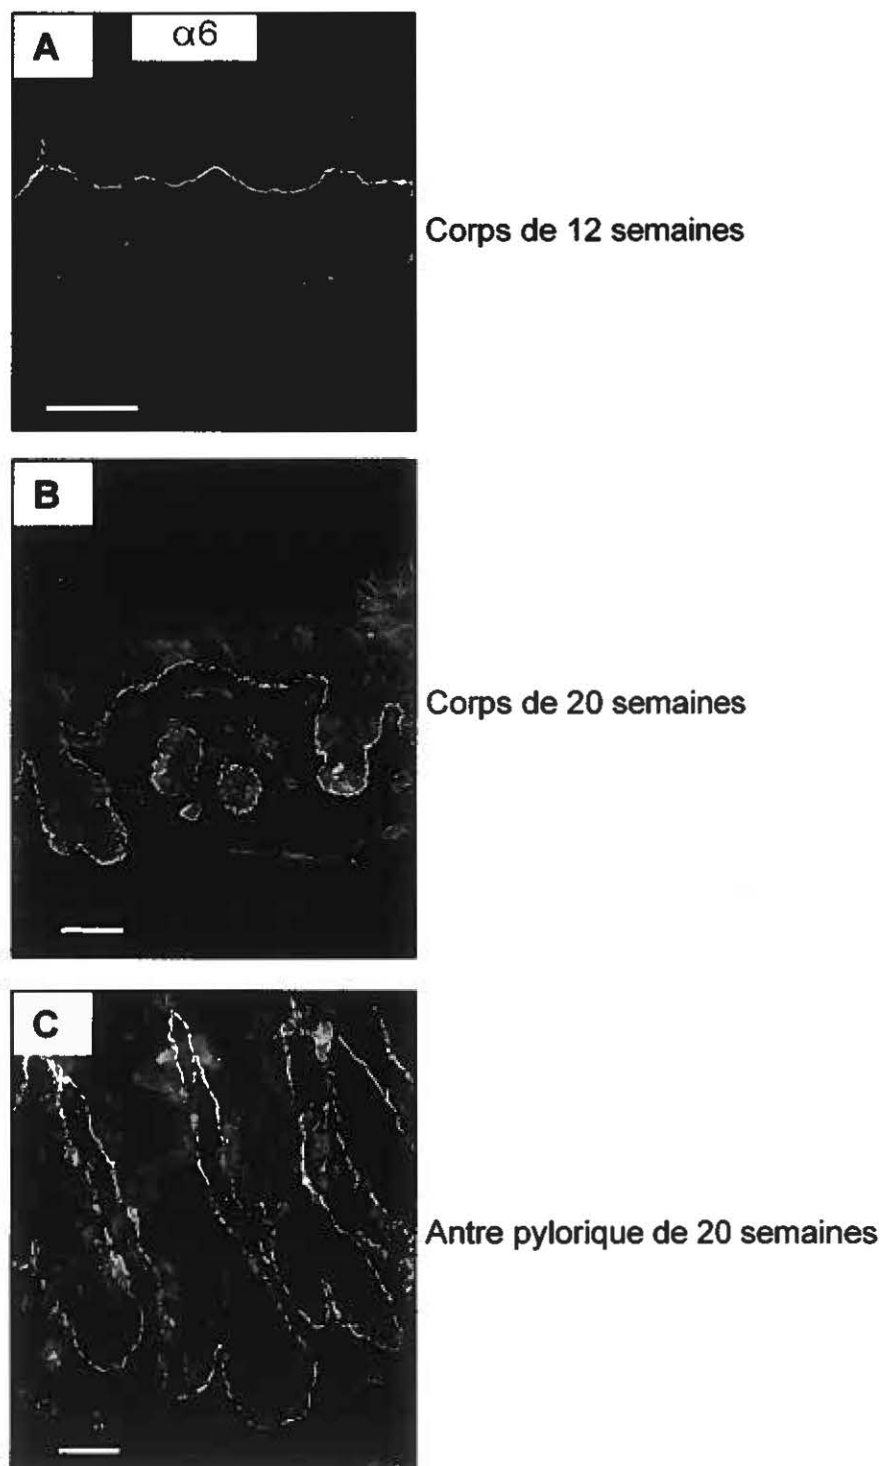 A
α6
Corps de 12 semaines
B
Corps de 20 semaines
C
Antre pylorique de 20 semaines